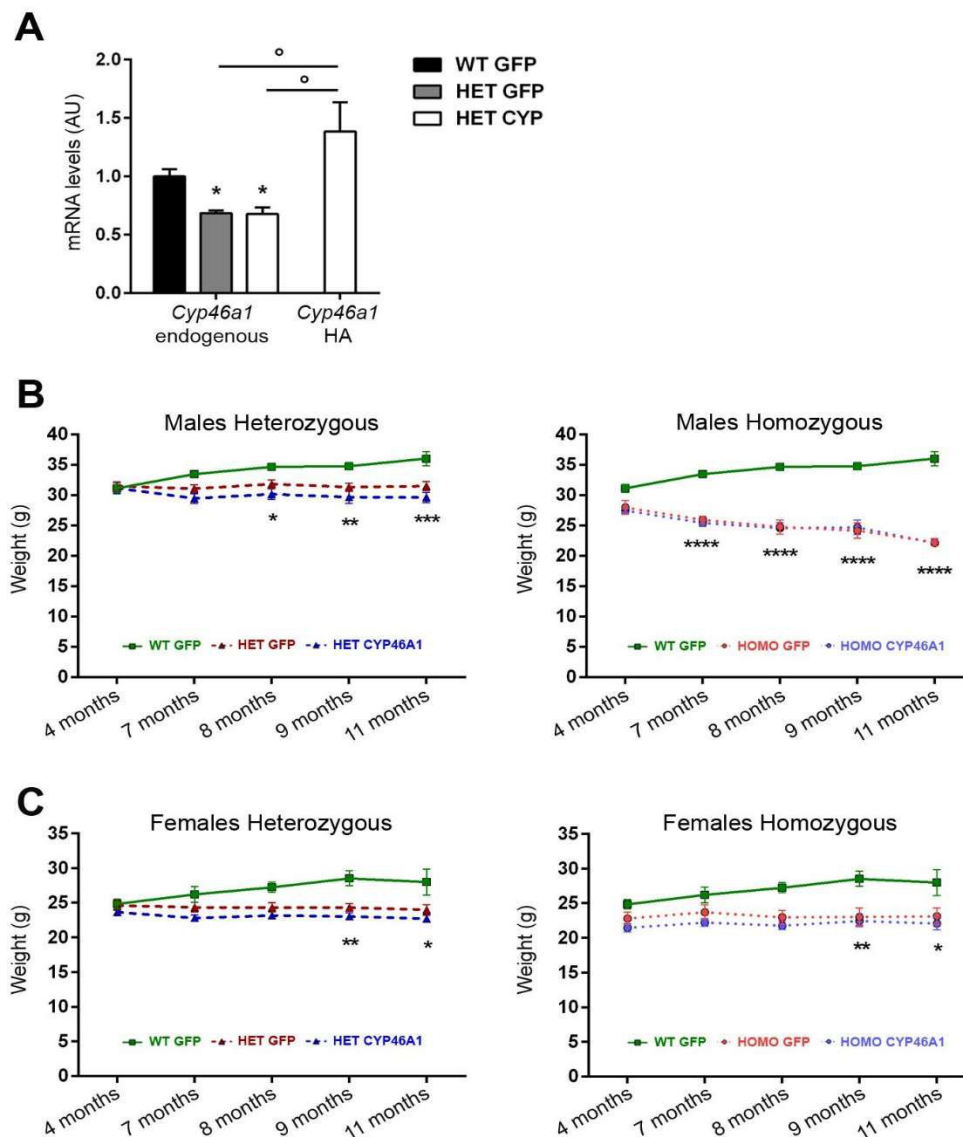 A
2.0
1.5
1.0
0.5
0.0
mRNA levels (AU)
° °
* *
WT GFP
HET GFP
HET CYP
Cyp46a1 Cyp46a1
endogenous HA
B
Males Heterozygous
40
35
30
25
20
15
10
5
0
Weight (g)
* ** ***
WT GFP HET GFP HET CYP46A1
4 months 7 months 8 months 9 months 11 months
Males Homozygous
40
35
30
25
20
15
10
5
0
Weight (g)
**** **** **** ****
WT GFP HOMO GFP HOMO CYP46A1
4 months 7 months 8 months 9 months 11 months
C
Females Heterozygous
35
30
25
20
15
10
5
0
Weight (g)
** *
WT GFP HET GFP HET CYP46A1
4 months 7 months 8 months 9 months 11 months
Females Homozygous
35
30
25
20
15
10
5
0
Weight (g)
** *
WT GFP HOMO GFP HOMO CYP46A1
4 months 7 months 8 months 9 months 11 months